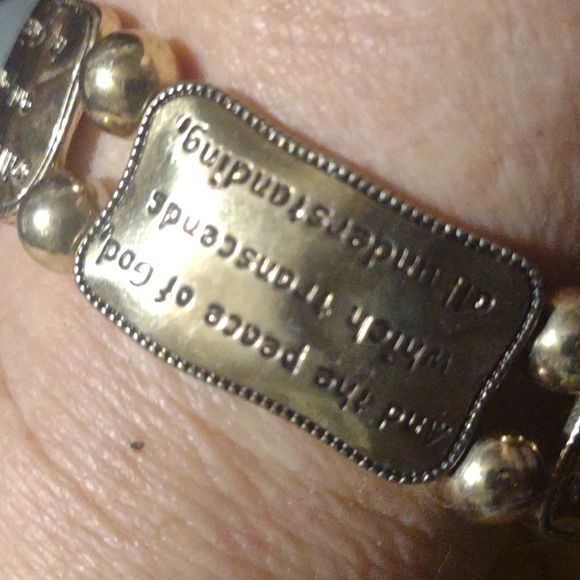 And the peace of God,
which transcends
all understanding,